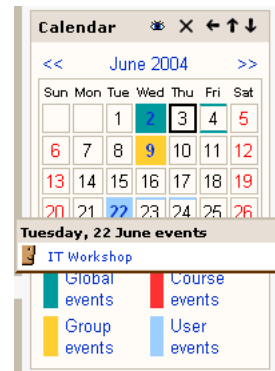 Calendar
<< June 2004 >>
Sun Mon Tue Wed Thu Fri Sat
1 2 3 4 5
6 7 8 9 10 11 12
13 14 15 16 17 18 19
20 21 22 23 24 25 26
Tuesday, 22 June events
IT Workshop
Global events
Course events
Group events
User events